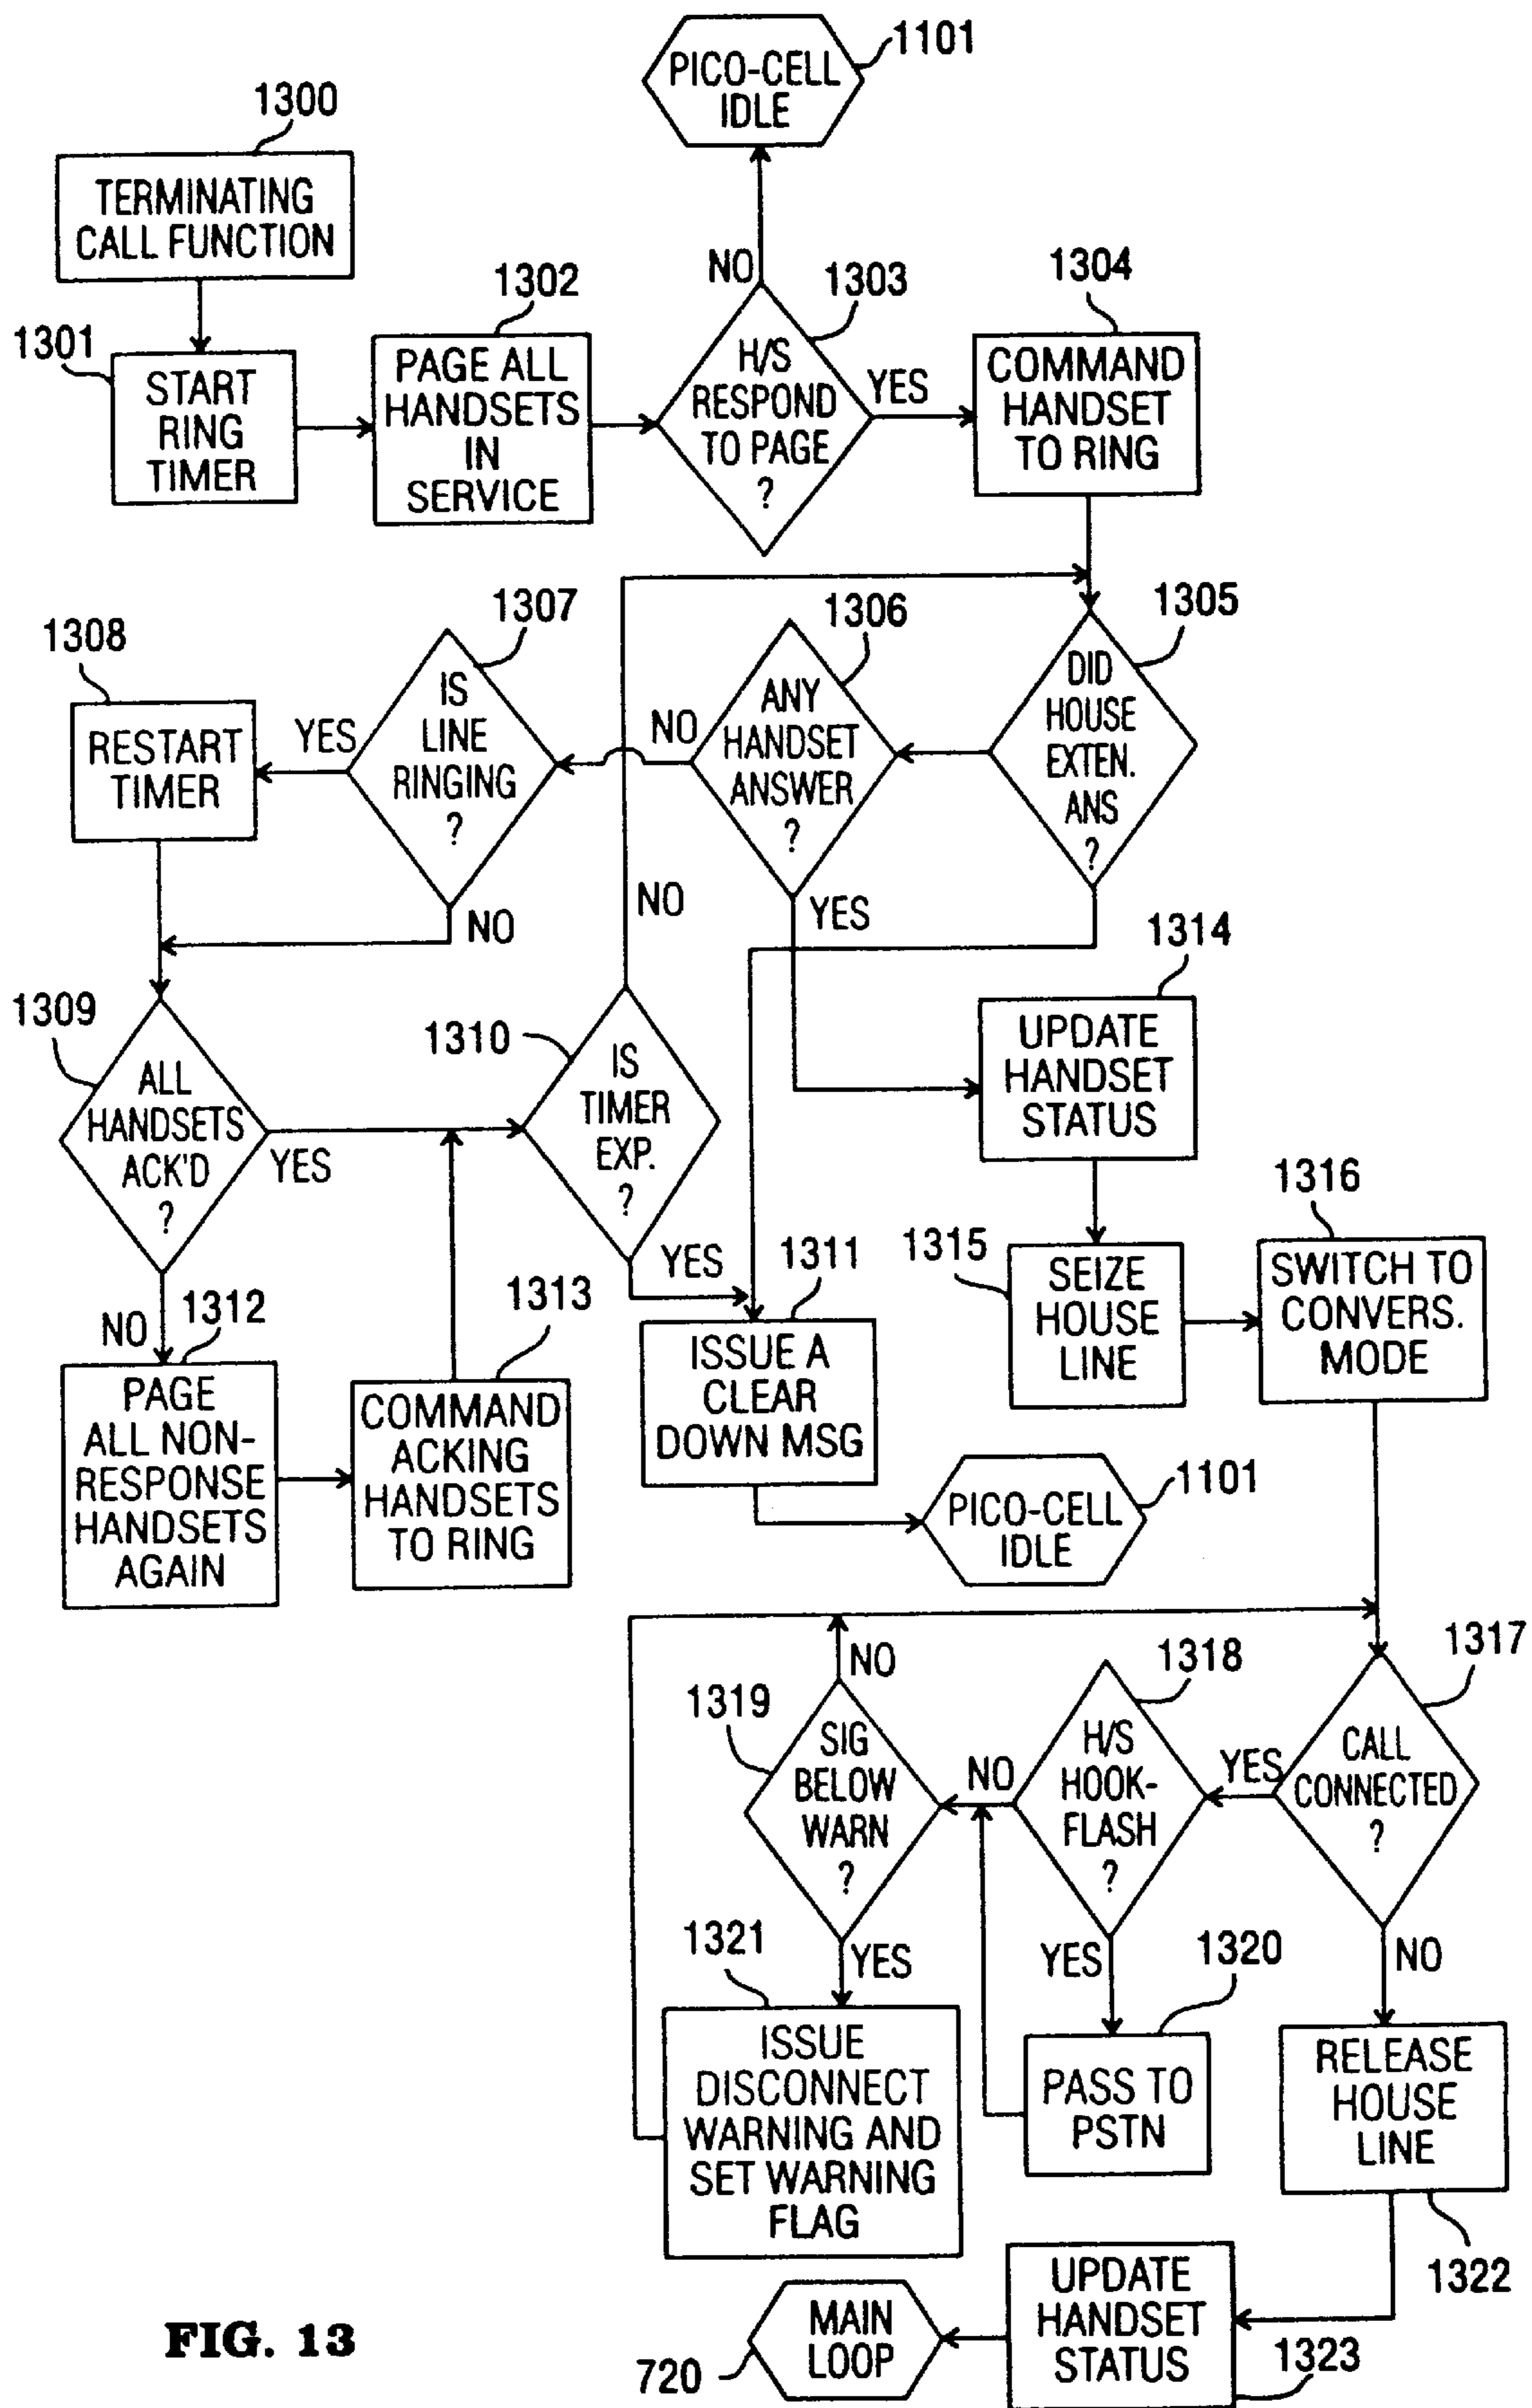 1101
PICO-CELL
IDLE
1300
TERMINATING
CALL FUNCTION
1301
START
RING
TIMER
1302
PAGE ALL
HANDSETS
IN
SERVICE
NO
1303
H/S
RESPOND
TO PAGE
?
YES
1304
COMMAND
HANDSET
TO RING
1308
RESTART
TIMER
YES
1307
IS
LINE
RINGING
?
NO
NO
1306
ANY
HANDSET
ANSWER
?
YES
1305
DID
HOUSE
EXTEN.
ANS
?
NO
1309
ALL
HANDSETS
ACK'D
?
YES
NO
1310
IS
TIMER
EXP.
?
YES
1314
UPDATE
HANDSET
STATUS
1312
PAGE
ALL NON-
RESPONSE
HANDSETS
AGAIN
1313
COMMAND
ACKING
HANDSETS
TO RING
1311
ISSUE A
CLEAR
DOWN MSG
1315
SEIZE
HOUSE
LINE
1316
SWITCH TO
CONVERS.
MODE
1101
PICO-CELL
IDLE
NO
1319
SIG
BELOW
WARN
?
YES
NO
1318
H/S
HOOK-
FLASH
?
YES
YES
1317
CALL
CONNECTED
?
NO
1321
ISSUE
DISCONNECT
WARNING AND
SET WARNING
FLAG
1320
PASS TO
PSTN
RELEASE
HOUSE
LINE
1322
UPDATE
HANDSET
STATUS
1323
MAIN
LOOP
720
FIG. 13